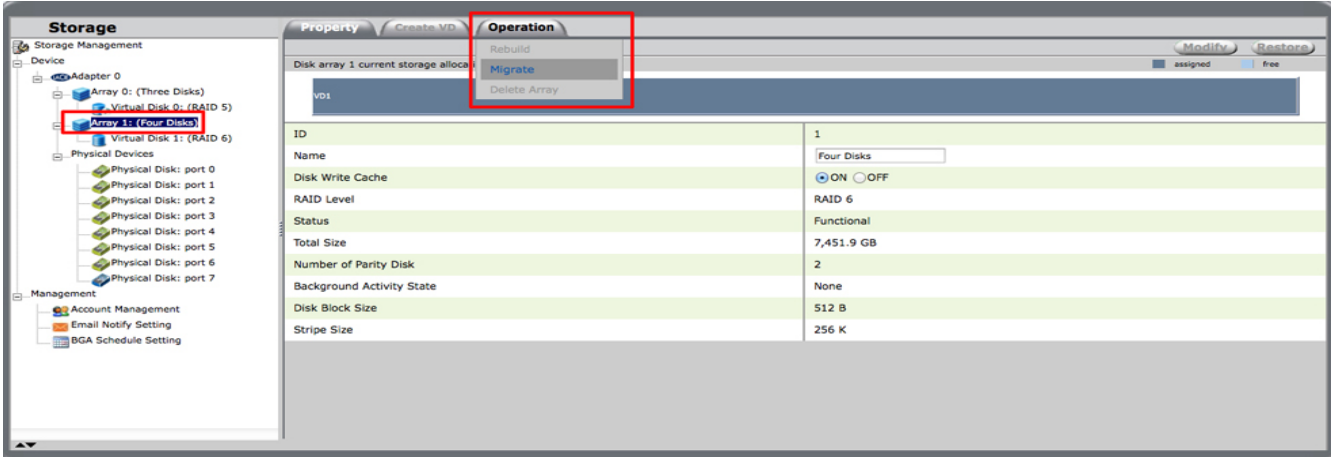 Storage
Storage Management
Device
Adapter 0
Array 0: (Three Disks)
Virtual Disk 0: (RAID 5)
Array 1: (Four Disks)
Virtual Disk 1: (RAID 6)
Physical Devices
Physical Disk: port 0
Physical Disk: port 1
Physical Disk: port 2
Physical Disk: port 3
Physical Disk: port 4
Physical Disk: port 5
Physical Disk: port 6
Physical Disk: port 7
Management
Account Management
Email Notify Setting
BGA Schedule Setting
Property Create VD Operation
Rebuild
Migrate
Delete Array
Modify Restore
Disk array 1 current storage alloca
assigned free
VD1
ID 1
Name Four Disks
Disk Write Cache ON OFF
RAID Level RAID 6
Status Functional
Total Size 7,451.9 GB
Number of Parity Disk 2
Background Activity State None
Disk Block Size 512 B
Stripe Size 256 K